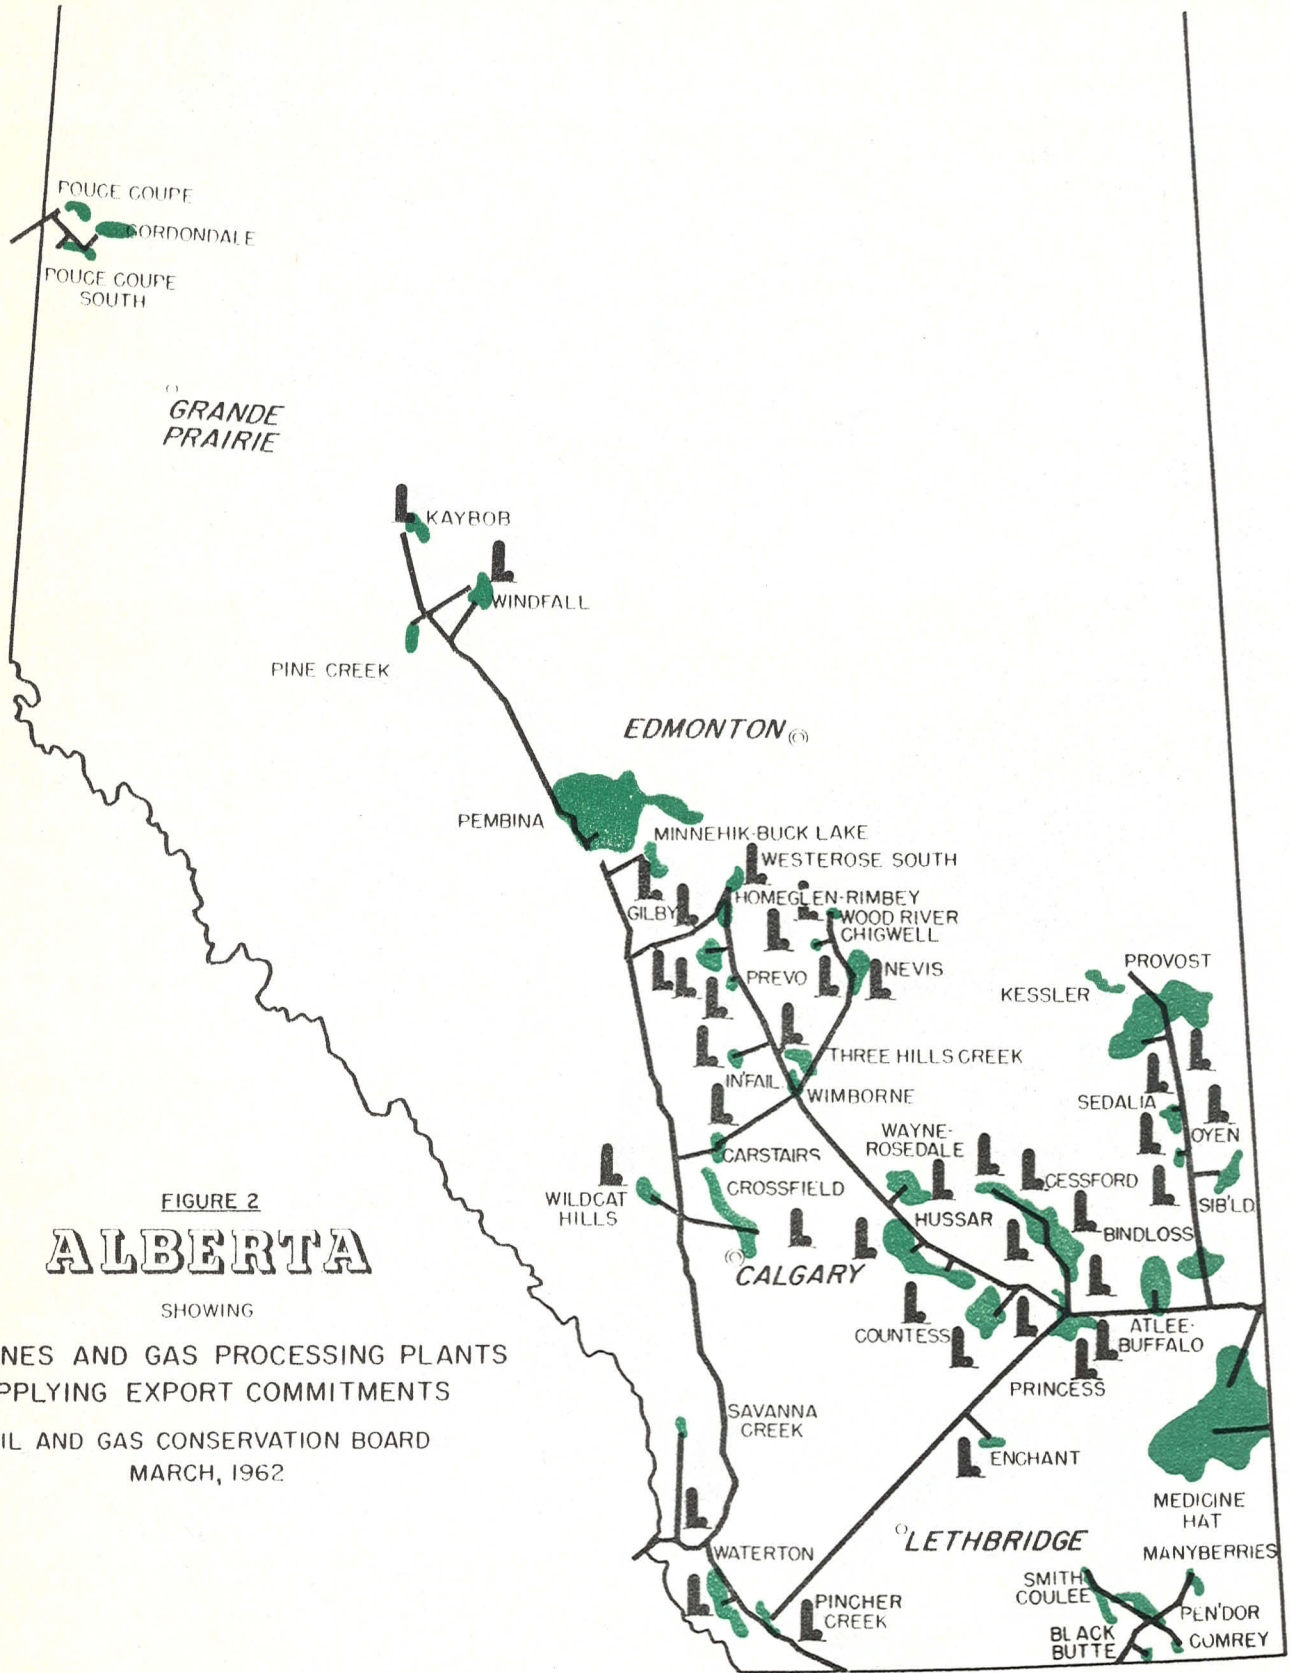 POUCE COUPE
GORDONDALE
POUCE COUPE
SOUTH
GRANDE
PRAIRIE
KAYBOB
WINDFALL
PINE CREEK
EDMONTON
PEMBINA
MINNEHIK-BUCK LAKE
WESTEROSE SOUTH
HOMEGLEN-RIMBEY
GILBY
WOOD RIVER
CHIGWELL
PREVO
NEVIS
PROVOST
KESSLER
THREE HILLS CREEK
IN'FAIL
WIMBORNE
SEDALIA
OYEN
WAYNE-
ROSEDALE
CARSTAIRS
CROSSFIELD
CESSFORD
WILDCAT
HILLS
SIB'LD
HUSSAR
BINDLOSS
CALGARY
COUNTESS
ATLEE-
BUFFALO
PRINCESS
FIGURE 2
ALBERTA
SHOWING
NES AND GAS PROCESSING PLANTS
PPLYING EXPORT COMMITMENTS
IL AND GAS CONSERVATION BOARD
MARCH, 1962
SAVANNA
CREEK
ENCHANT
MEDICINE
HAT
LETHBRIDGE
MANYBERRIES
WATERTON
SMITH
COULEE
PINCHER
CREEK
PEN'DOR
COMREY
BLACK
BUTTE